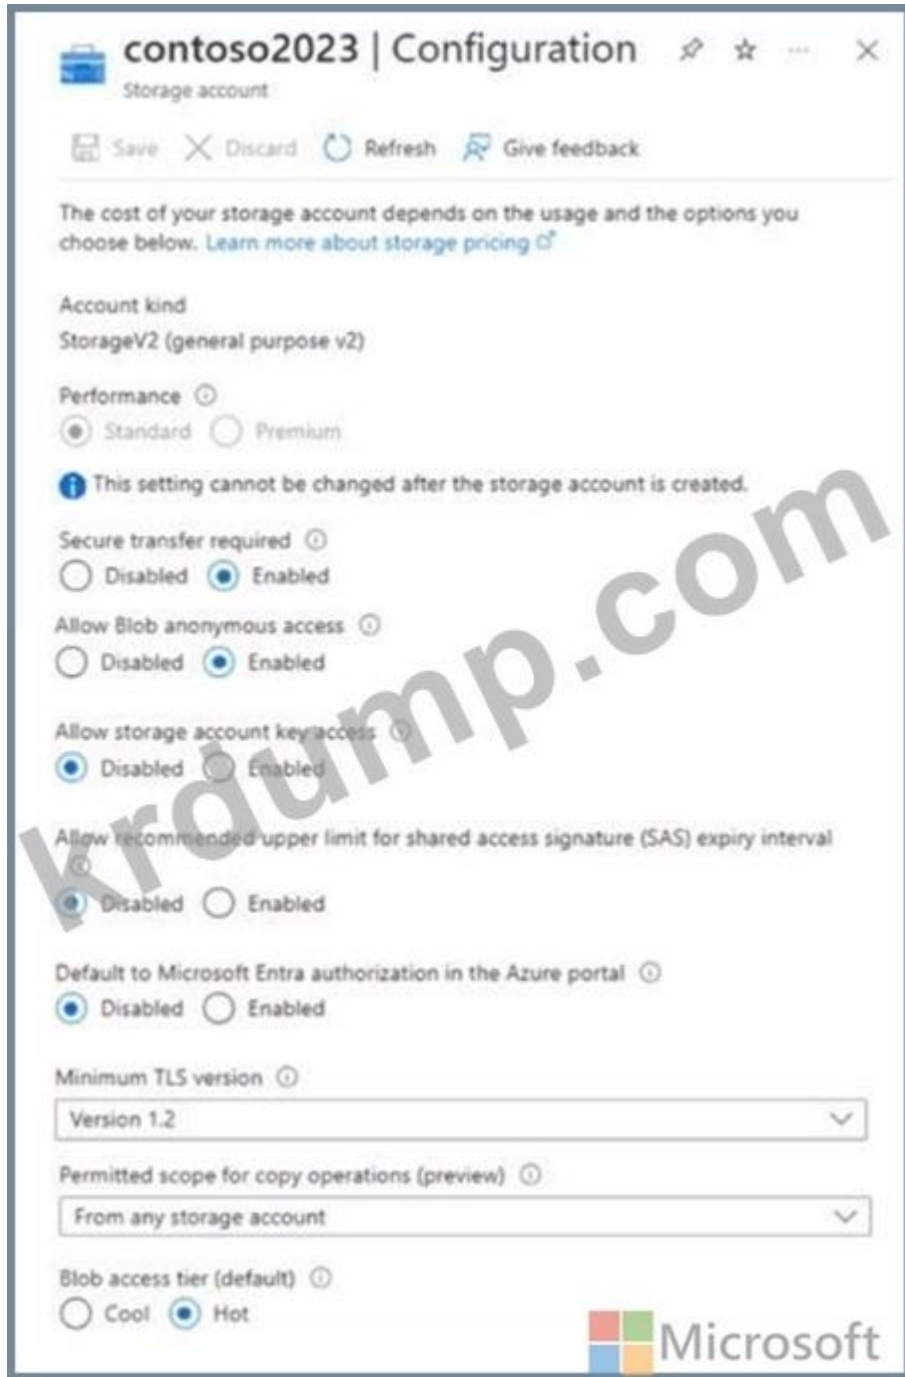 contoso2023 | Configuration
Storage account
Save Discard Refresh Give feedback
The cost of your storage account depends on the usage and the options you
choose below. Learn more about storage pricing
Account kind
StorageV2 (general purpose v2)
Performance
Standard Premium
This setting cannot be changed after the storage account is created.
Secure transfer required
Disabled Enabled
Allow Blob anonymous access
Disabled Enabled
Allow storage account key access
Disabled Enabled
Allow recommended upper limit for shared access signature (SAS) expiry interval
Disabled Enabled
Default to Microsoft Entra authorization in the Azure portal
Disabled Enabled
Minimum TLS version
Version 1.2
Permitted scope for copy operations (preview)
From any storage account
Blob access tier (default)
Cool Hot
Microsoft
krdump.com